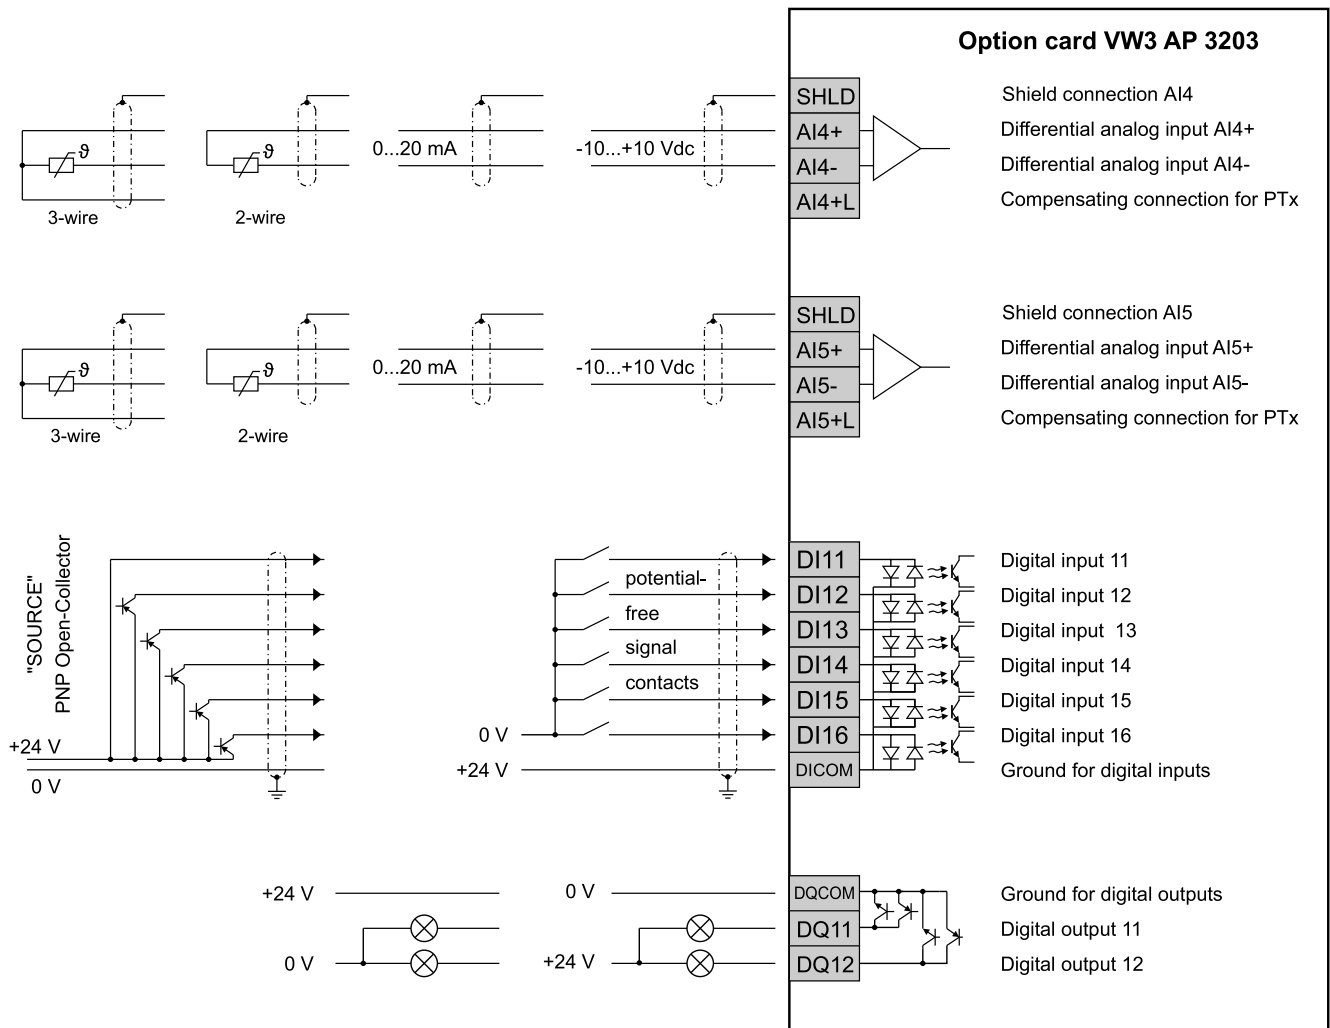 Option card VW3 AP 3203
SHLD
Shield connection AI4
ϑ
ϑ
0...20 mA
-10...+10 Vdc
AI4+
Differential analog input AI4+
AI4-
Differential analog input AI4-
AI4+L
Compensating connection for PTx
3-wire
2-wire
SHLD
Shield connection AI5
ϑ
ϑ
0...20 mA
-10...+10 Vdc
AI5+
Differential analog input AI5+
AI5-
Differential analog input AI5-
AI5+L
Compensating connection for PTx
3-wire
2-wire
"SOURCE"
PNP Open-Collector
+24 V
0 V
potential-
free
signal
contacts
0 V
+24 V
DI11
Digital input 11
DI12
Digital input 12
DI13
Digital input 13
DI14
Digital input 14
DI15
Digital input 15
DI16
Digital input 16
DICOM
Ground for digital inputs
+24 V
0 V
DQCOM
Ground for digital outputs
DQ11
Digital output 11
0 V
+24 V
DQ12
Digital output 12